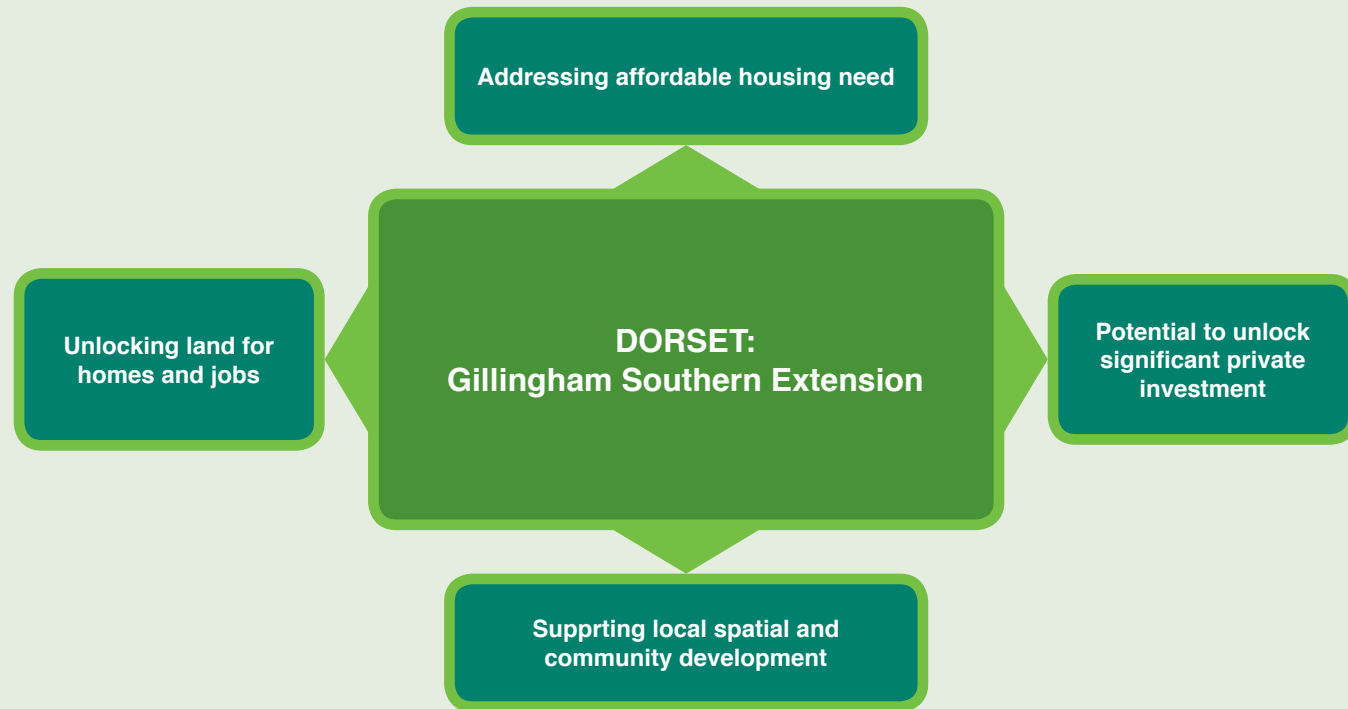 Addressing affordable housing need
Unlocking land for
homes and jobs
DORSET:
Gillingham Southern Extension
Potential to unlock
significant private
investment
Supprting local spatial and
community development